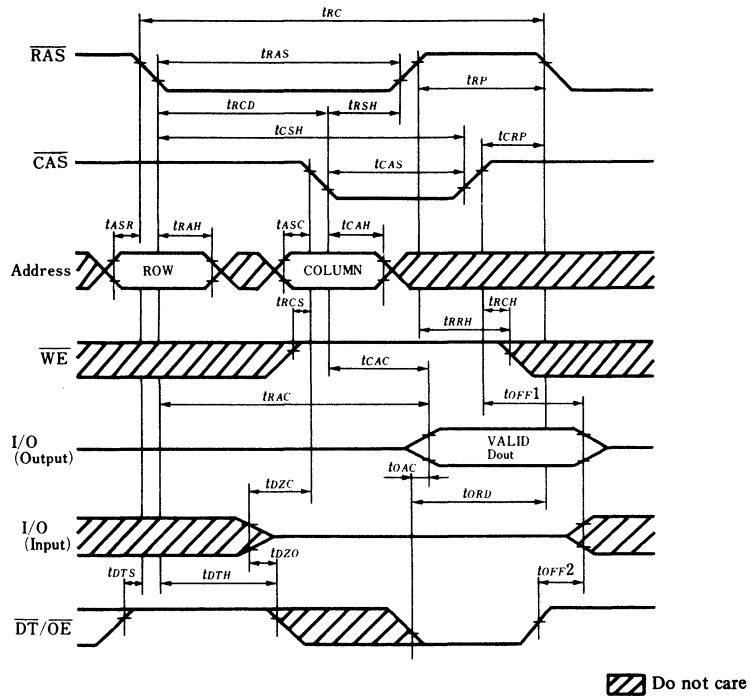 tRC
RAS
tRAS
tRP
tRCD
tRSH
tCSH
tCRP
CAS
tCAS
tASR
tRAH
tASC
tCAH
Address
ROW
COLUMN
tRCS
tRCH
tRRH
WE
tCAC
tRAC
tOFF1
I/O
(Output)
VALID
Dout
tOAC
tDZC
tORD
I/O
(Input)
tDZO
tDTS
tDTH
tOFF2
DT/OE
Do not care